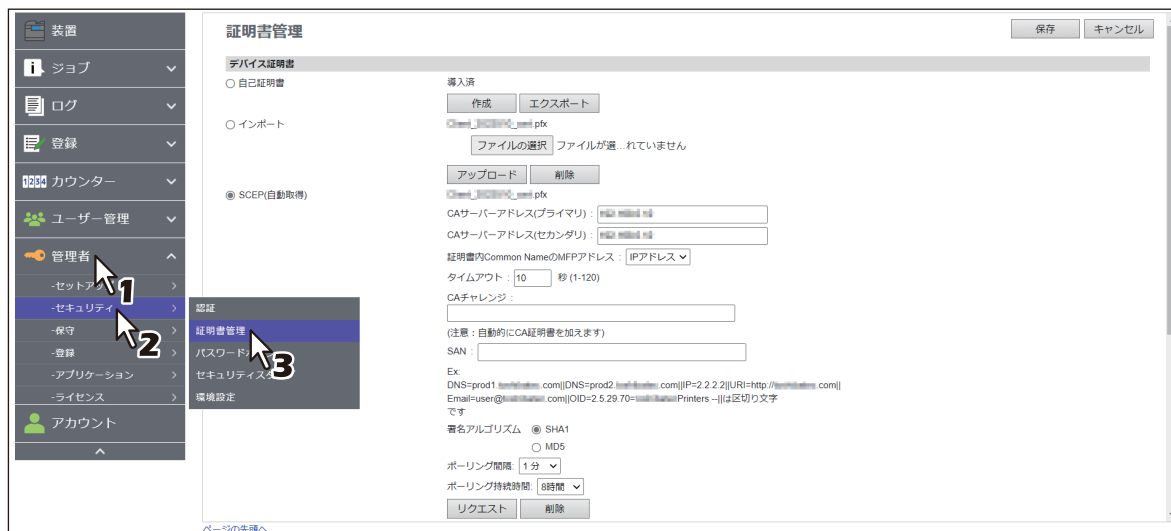 装置
ジョブ
ログ
登録
1234 カウンター
ユーザー管理
管理者
-セットア
-セキュリティ
-保守
-登録
-アプリケーション
-ライセンス
アカウント
1
2
3
認証
証明書管理
パスワード
セキュリティス
環境設定
証明書管理
保存 キャンセル
デバイス証明書
自己証明書 導入済
作成 エクスポート
インポート .pfx
ファイルの選択 ファイルが選...れていません
アップロード 削除
SCEP(自動取得) .pfx
CAサーバーアドレス(プライマリ) :
CAサーバーアドレス(セカンダリ) :
証明書内Common NameのMFPアドレス : IPアドレス
タイムアウト : 10 秒 (1-120)
CAチャレンジ :
(注意 : 自動的にCA証明書を加えます)
SAN :
Ex:
DNS=prod1. .com||DNS=prod2. .com||IP=2.2.2.2||URI=http:// .com||
Email=user@ .com||OID=2.5.29.70= Printers --||は区切り文字
です
署名アルゴリズム SHA1
MD5
ポーリング間隔: 1 分
ポーリング持続時間: 8時間
リクエスト 削除
ページの先頭へ